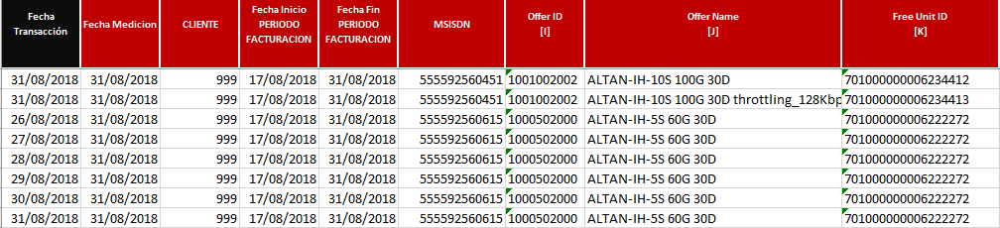 Fecha Transacción Fecha Medicion CLIENTE Fecha Inicio PERIODO FACTURACION Fecha Fin PERIODO FACTURACION MSISDN Offer ID [I] Offer Name [J] Free Unit ID [K]
31/08/2018 31/08/2018 999 17/08/2018 31/08/2018 555592560451 1001002002 ALTAN-IH-10S 100G 30D 701000000006234412
31/08/2018 31/08/2018 999 17/08/2018 31/08/2018 555592560451 1001002002 ALTAN-IH-10S 100G 30D throttling_128Kbp 701000000006234413
26/08/2018 31/08/2018 999 17/08/2018 31/08/2018 555592560615 1000502000 ALTAN-IH-5S 60G 30D 701000000006222272
27/08/2018 31/08/2018 999 17/08/2018 31/08/2018 555592560615 1000502000 ALTAN-IH-5S 60G 30D 701000000006222272
28/08/2018 31/08/2018 999 17/08/2018 31/08/2018 555592560615 1000502000 ALTAN-IH-5S 60G 30D 701000000006222272
29/08/2018 31/08/2018 999 17/08/2018 31/08/2018 555592560615 1000502000 ALTAN-IH-5S 60G 30D 701000000006222272
30/08/2018 31/08/2018 999 17/08/2018 31/08/2018 555592560615 1000502000 ALTAN-IH-5S 60G 30D 701000000006222272
31/08/2018 31/08/2018 999 17/08/2018 31/08/2018 555592560615 1000502000 ALTAN-IH-5S 60G 30D 701000000006222272